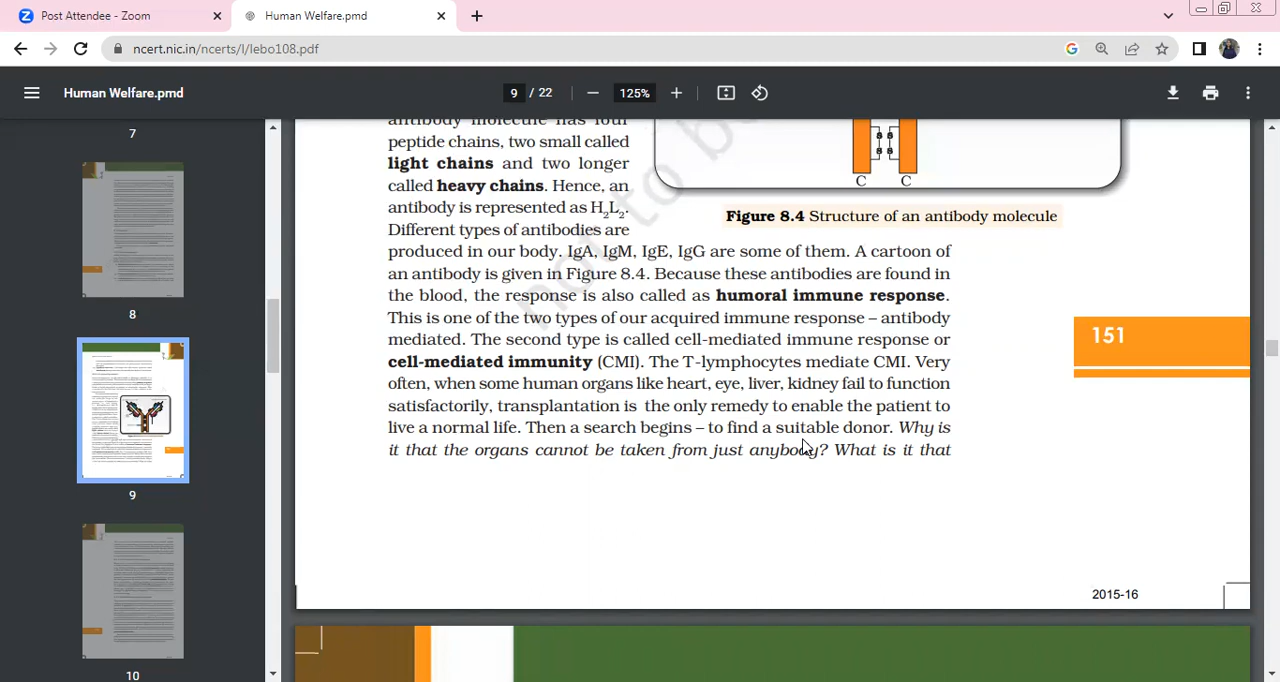 Post Attendee - Zoom
Human Welfare.pmd
ncert.nic.in/ncerts/l/lebo108.pdf
Human Welfare.pmd
9 / 22
125%
7
8
9
10
antibody molecule has four
peptide chains, two small called
light chains and two longer
called heavy chains. Hence, an
antibody is represented as H2L2.
Different types of antibodies are
produced in our body. IgA, IgM, IgE, IgG are some of them. A cartoon of
an antibody is given in Figure 8.4. Because these antibodies are found in
the blood, the response is also called as humoral immune response.
This is one of the two types of our acquired immune response – antibody
mediated. The second type is called cell-mediated immune response or
cell-mediated immunity (CMI). The T-lymphocytes mediate CMI. Very
often, when some human organs like heart, eye, liver, kidney fail to function
satisfactorily, transplantation is the only remedy to enable the patient to
live a normal life. Then a search begins – to find a suitable donor. Why is
it that the organs cannot be taken from just anybody? What is it that
S S
S S
C C
Figure 8.4 Structure of an antibody molecule
not to be
151
2015-16